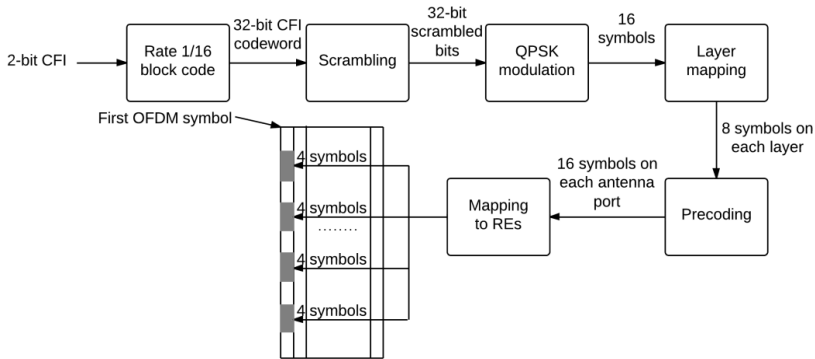 2-bit CFI
Rate 1/16
block code
32-bit CFI
codeword
Scrambling
32-bit
scrambled
bits
QPSK
modulation
16
symbols
Layer
mapping
8 symbols on
each layer
Precoding
16 symbols on
each antenna
port
Mapping
to REs
First OFDM symbol
4 symbols
4 symbols
........
4 symbols
4 symbols